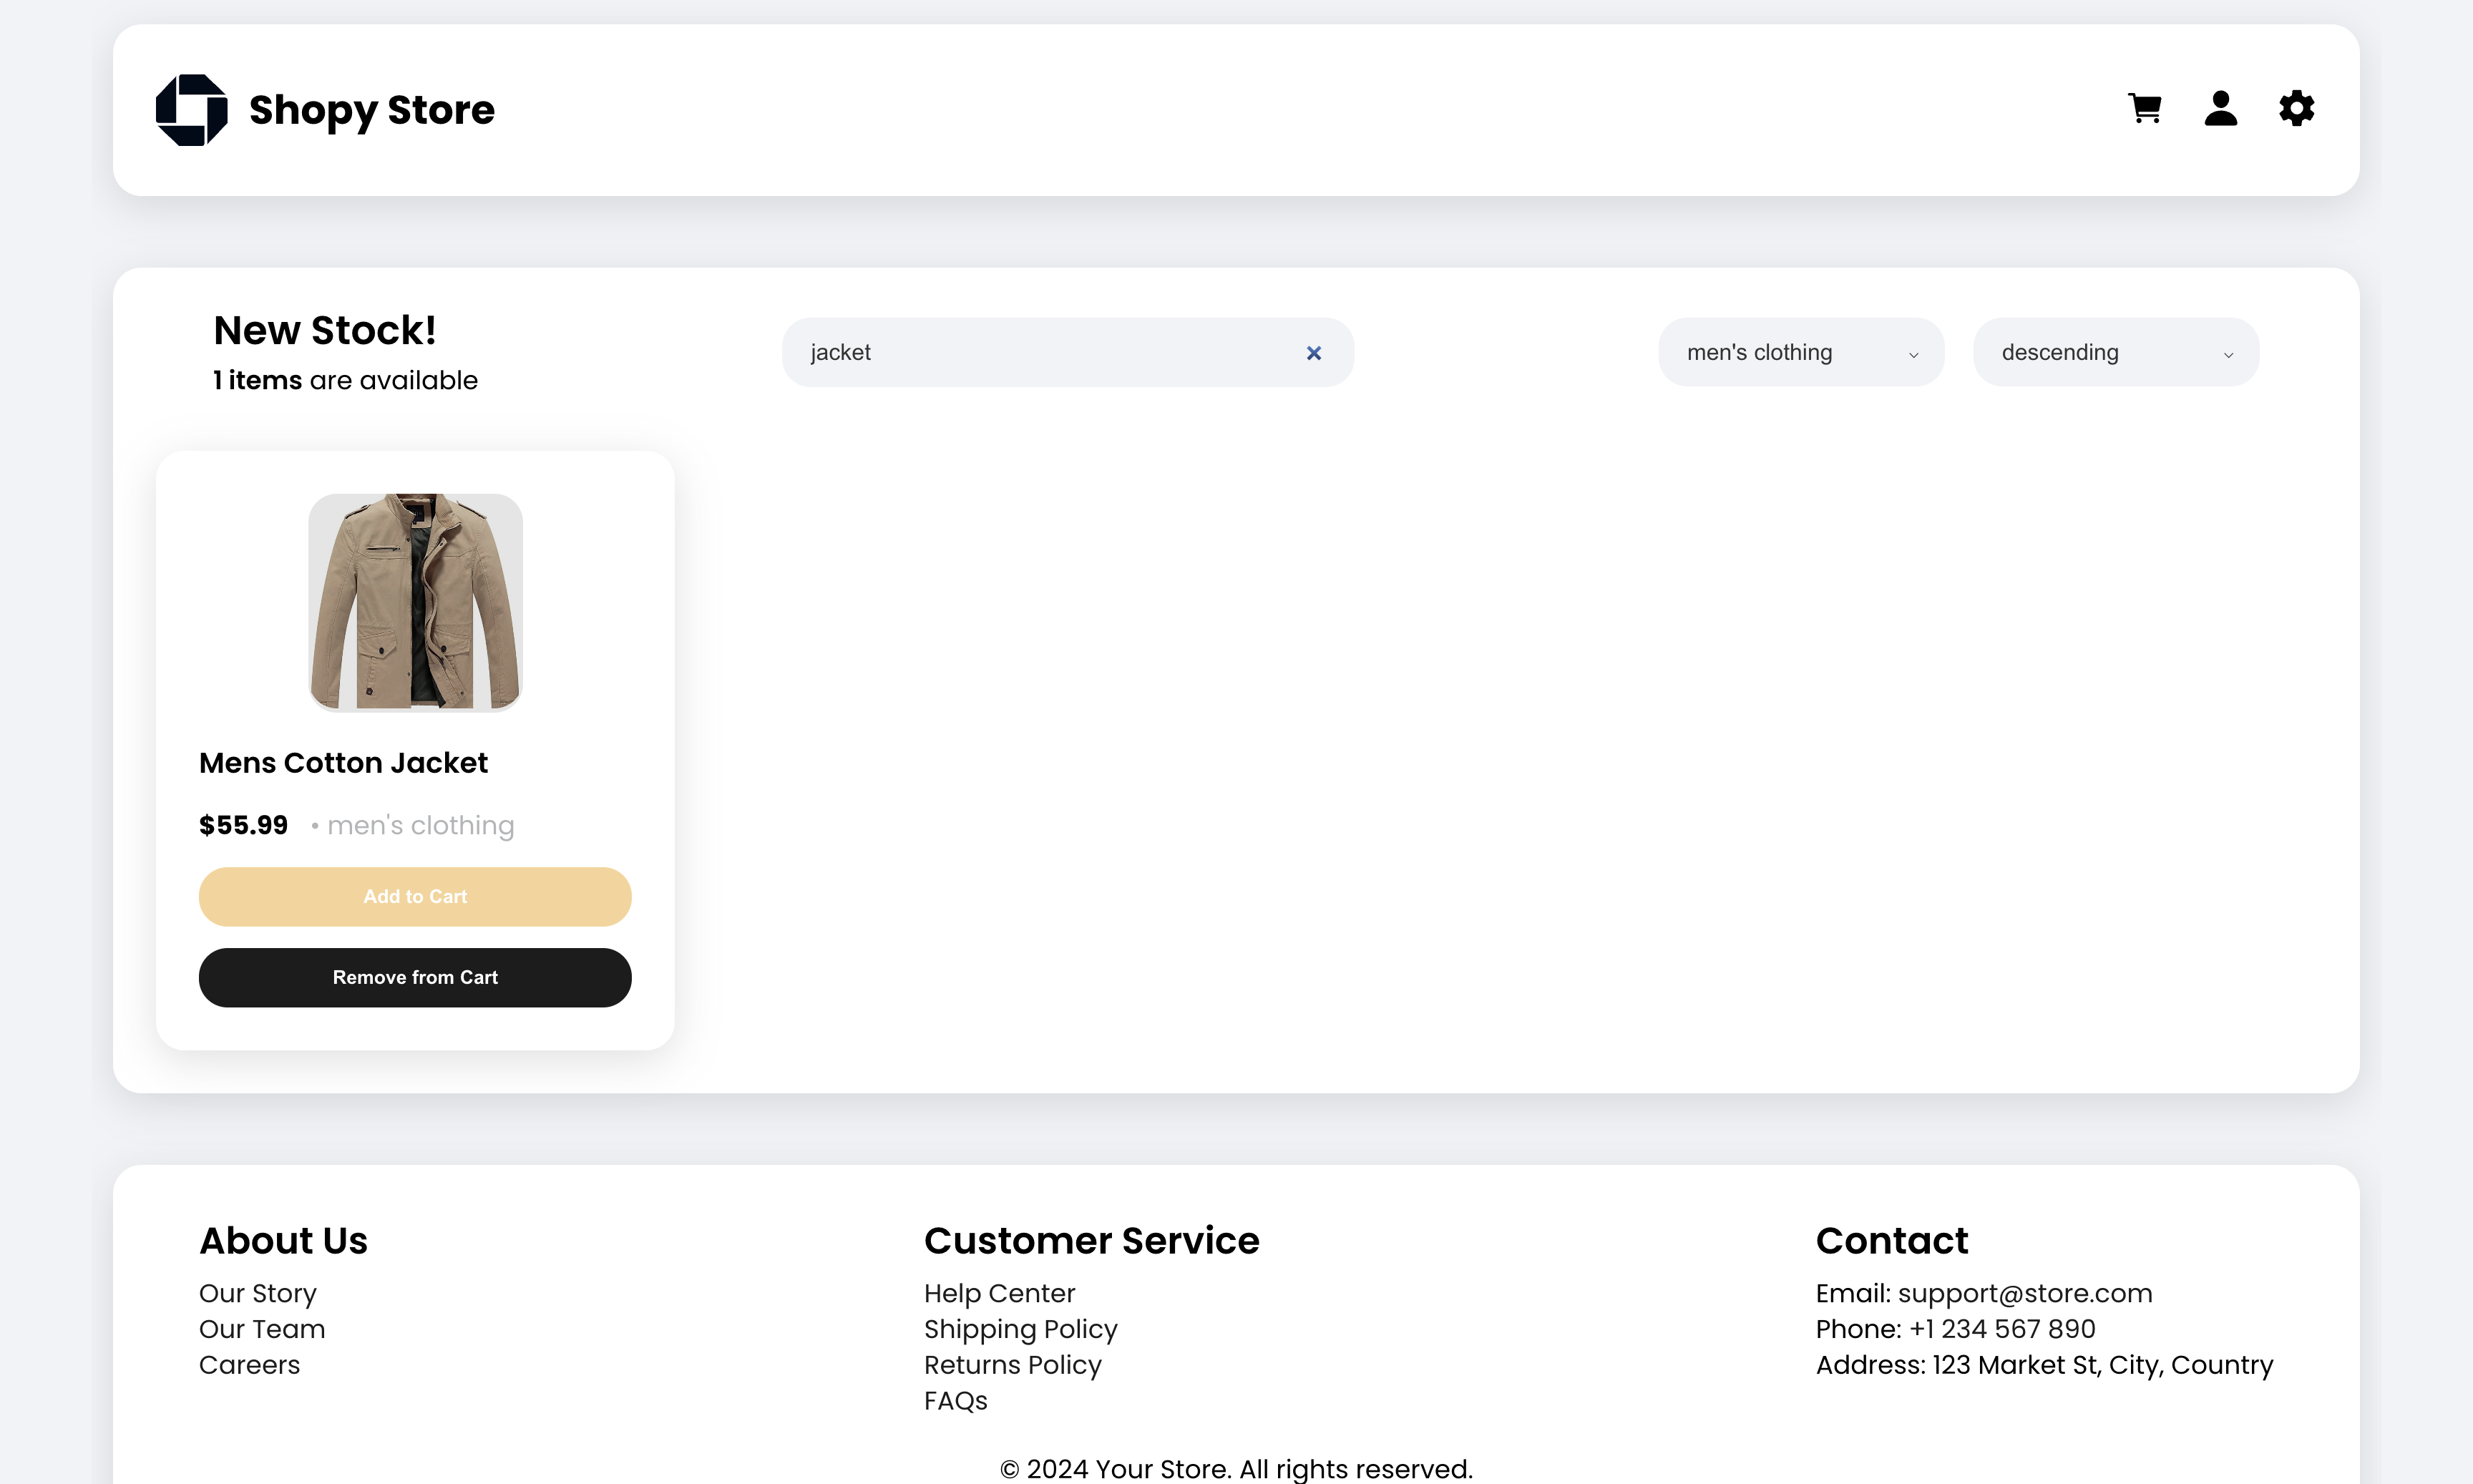 Shopy Store
New Stock!
1 items are available
jacket
men's clothing
descending
Mens Cotton Jacket
$55.99 • men's clothing
Add to Cart
Remove from Cart
About Us
Our Story
Our Team
Careers
Customer Service
Help Center
Shipping Policy
Returns Policy
FAQs
Contact
Email: support@store.com
Phone: +1 234 567 890
Address: 123 Market St, City, Country
© 2024 Your Store. All rights reserved.